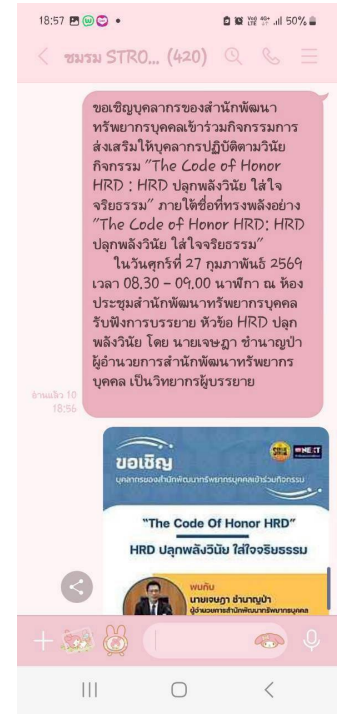 18:57
50%
ชมรม STRO... (420)
ขอเชิญบุคลากรของสำนักพัฒนา
ทรัพยากรบุคคลเข้าร่วมกิจกรรมการ
ส่งเสริมให้บุคลากรปฏิบัติตามวินัย
กิจกรรม "The Code of Honor
HRD : HRD ปลุกพลังวินัย ใส่ใจ
จริยธรรม" ภายใต้ชื่อที่ทรงพลังอย่าง
"The Code of Honor HRD: HRD
ปลุกพลังวินัย ใส่ใจจริยธรรม"
ในวันศุกร์ที่ 27 กุมภาพันธ์ 2569
เวลา 08.30 - 09.00 นาฬิกา ณ ห้อง
ประชุมสำนักพัฒนาทรัพยากรบุคคล
รับฟังการบรรยาย หัวข้อ HRD ปลุก
พลังวินัย โดย นายเจษฎา ชำนาญป่า
ผู้อำนวยการสำนักพัฒนาทรัพยากร
บุคคล เป็นวิทยากรผู้บรรยาย
อ่านแล้ว 10
18:56
ขอเชิญ
บุคลากรของสำนักพัฒนาทรัพยากรบุคคลเข้าร่วมกิจกรรม
"The Code Of Honor HRD"
HRD ปลุกพลังวินัย ใส่ใจจริยธรรม
พบกับ
นายเจษฎา ชำนาญป่า
ผู้อำนวยการสำนักพัฒนาทรัพยากรบุคคล